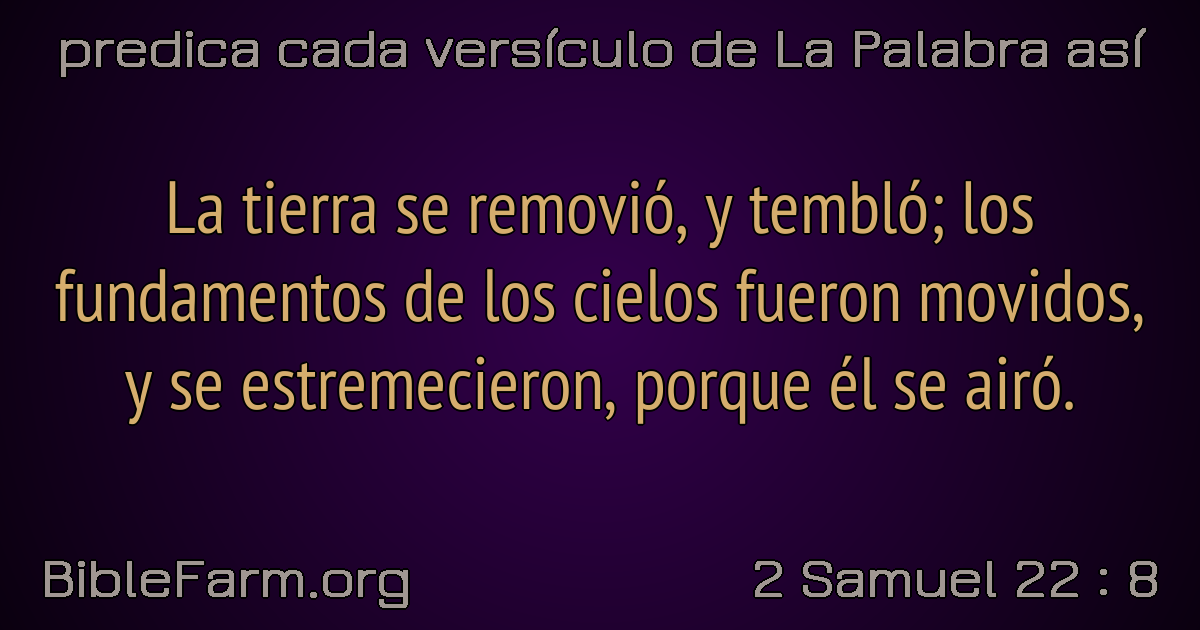 predica cada versículo de La Palabra así
La tierra se removió, y tembló; los
fundamentos de los cielos fueron movidos,
y se estremecieron, porque él se airó.
BibleFarm.org
2 Samuel 22 : 8